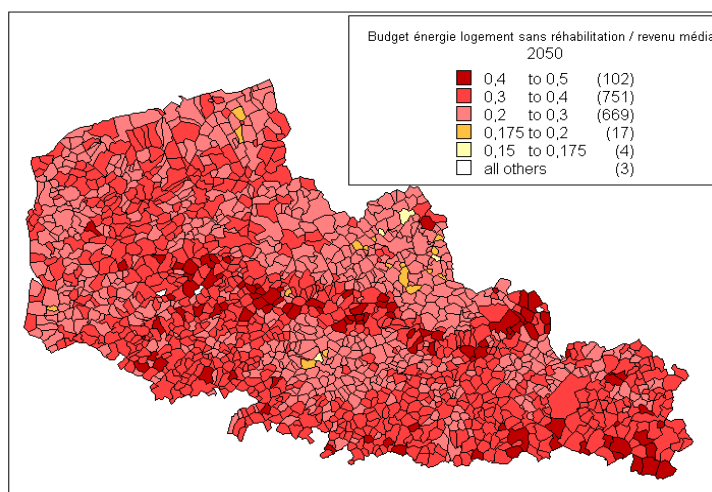 Budget énergie logement sans réhabilitation / revenu média
2050
0,4 to 0,5 (102)
0,3 to 0,4 (751)
0,2 to 0,3 (669)
0,175 to 0,2 (17)
0,15 to 0,175 (4)
all others (3)